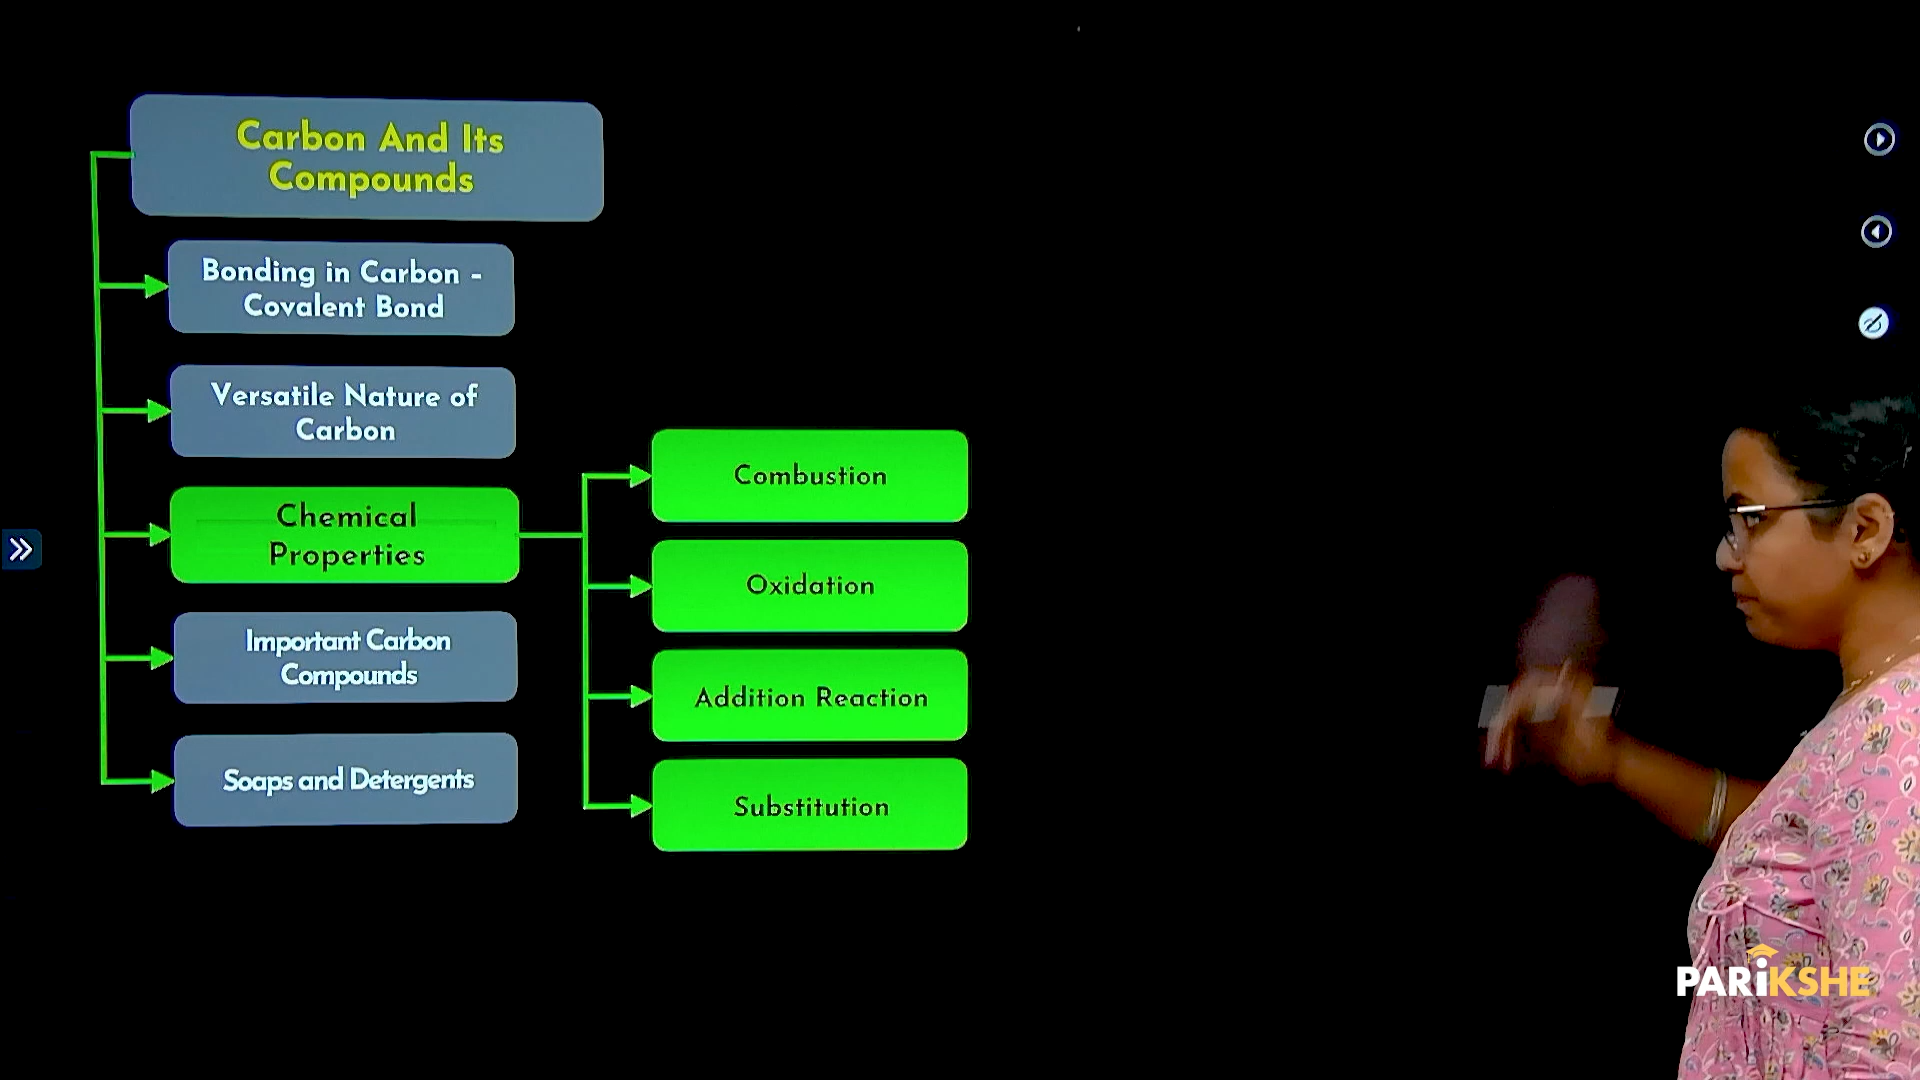 Carbon And Its
Compounds
Bonding in Carbon -
Covalent Bond
Versatile Nature of
Carbon
Chemical
Properties
Important Carbon
Compounds
Soaps and Detergents
Combustion
Oxidation
Addition Reaction
Substitution
PARiKSHE